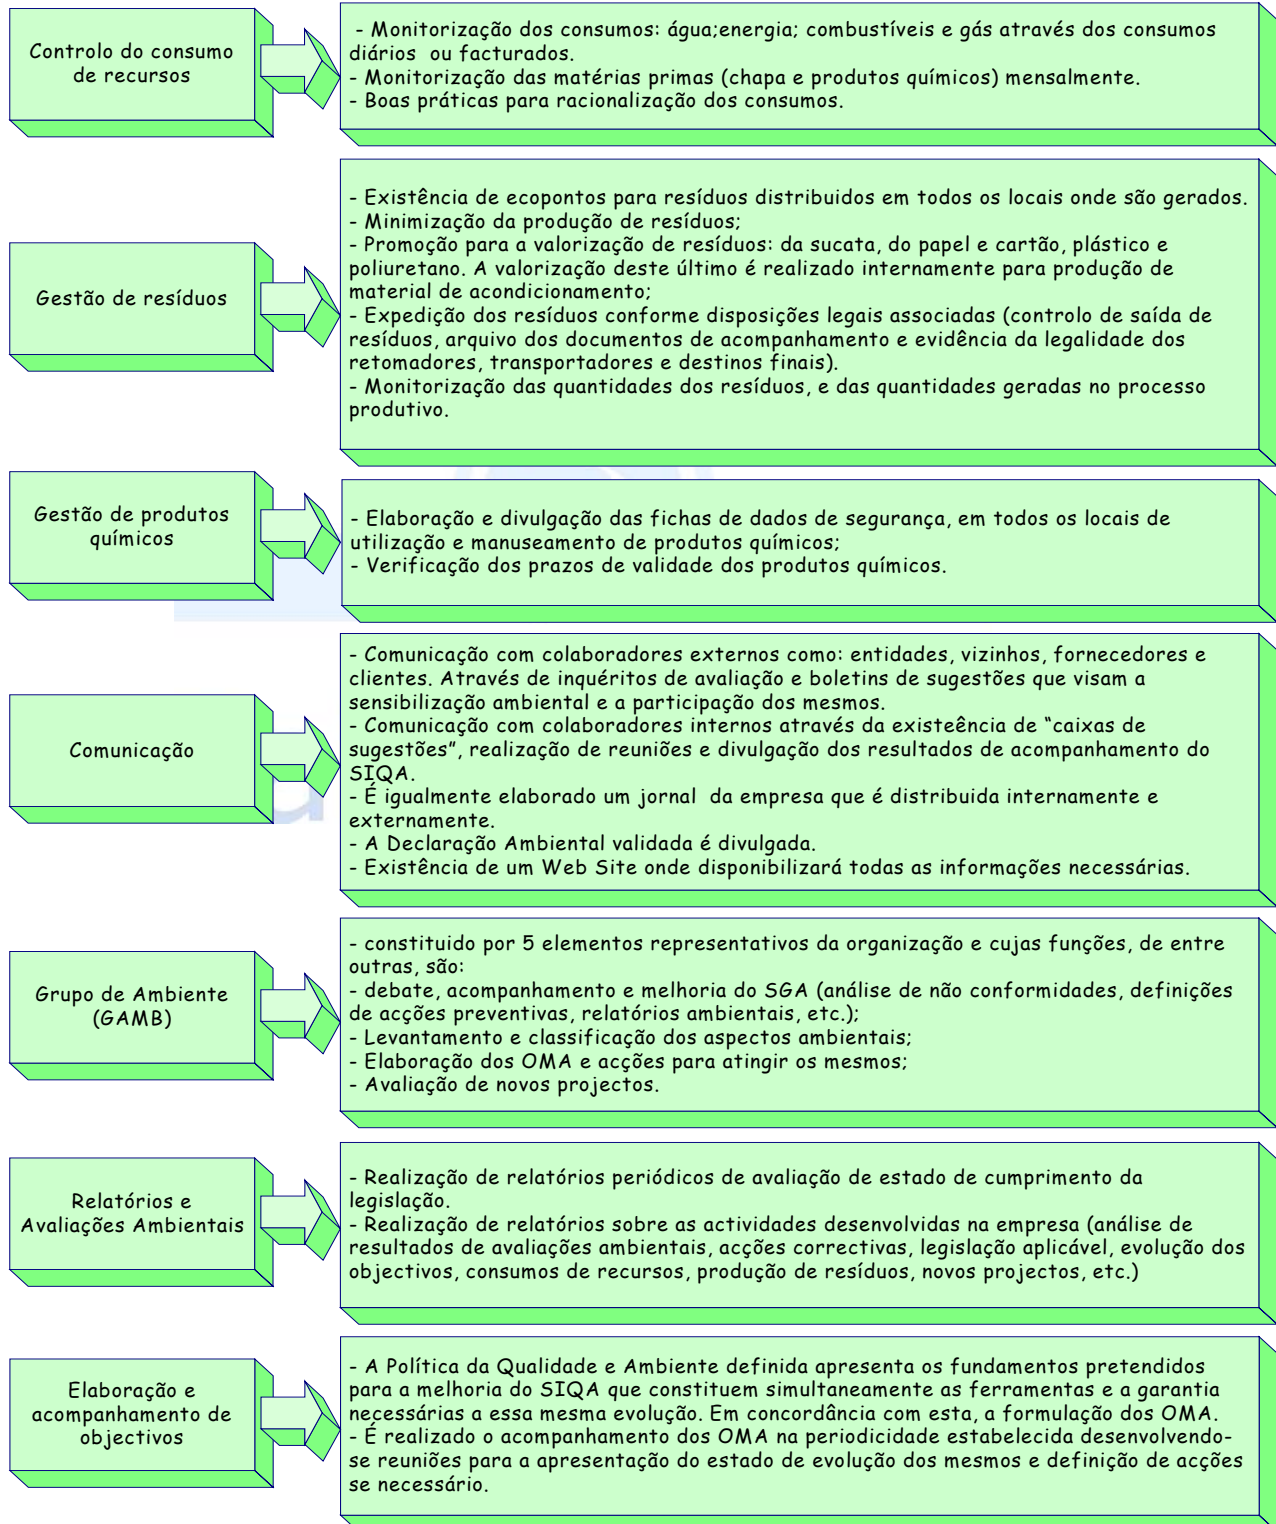 Controlo do consumo
de recursos
- Monitorização dos consumos: água;energia; combustíveis e gás através dos consumos
diários ou facturados.
- Monitorização das matérias primas (chapa e produtos químicos) mensalmente.
- Boas práticas para racionalização dos consumos.
Gestão de resíduos
- Existência de ecopontos para resíduos distribuidos em todos os locais onde são gerados.
- Minimização da produção de resíduos;
- Promoção para a valorização de resíduos: da sucata, do papel e cartão, plástico e
poliuretano. A valorização deste último é realizado internamente para produção de
material de acondicionamento;
- Expedição dos resíduos conforme disposições legais associadas (controlo de saída de
resíduos, arquivo dos documentos de acompanhamento e evidência da legalidade dos
retomadores, transportadores e destinos finais).
- Monitorização das quantidades dos resíduos, e das quantidades geradas no processo
produtivo.
Gestão de produtos
químicos
- Elaboração e divulgação das fichas de dados de segurança, em todos os locais de
utilização e manuseamento de produtos químicos;
- Verificação dos prazos de validade dos produtos químicos.
Comunicação
- Comunicação com colaboradores externos como: entidades, vizinhos, fornecedores e
clientes. Através de inquéritos de avaliação e boletins de sugestões que visam a
sensibilização ambiental e a participação dos mesmos.
- Comunicação com colaboradores internos através da existeência de “caixas de
sugestões”, realização de reuniões e divulgação dos resultados de acompanhamento do
SIQA.
- É igualmente elaborado um jornal da empresa que é distribuida internamente e
externamente.
- A Declaração Ambiental validada é divulgada.
- Existência de um Web Site onde disponibilizará todas as informações necessárias.
Grupo de Ambiente
(GAMB)
- constituido por 5 elementos representativos da organização e cujas funções, de entre
outras, são:
- debate, acompanhamento e melhoria do SGA (análise de não conformidades, definições
de acções preventivas, relatórios ambientais, etc.);
- Levantamento e classificação dos aspectos ambientais;
- Elaboração dos OMA e acções para atingir os mesmos;
- Avaliação de novos projectos.
Relatórios e
Avaliações Ambientais
- Realização de relatórios periódicos de avaliação de estado de cumprimento da
legislação.
- Realização de relatórios sobre as actividades desenvolvidas na empresa (análise de
resultados de avaliações ambientais, acções correctivas, legislação aplicável, evolução dos
objectivos, consumos de recursos, produção de resíduos, novos projectos, etc.)
Elaboração e
acompanhamento de
objectivos
- A Política da Qualidade e Ambiente definida apresenta os fundamentos pretendidos
para a melhoria do SIQA que constituem simultaneamente as ferramentas e a garantia
necessárias a essa mesma evolução. Em concordância com esta, a formulação dos OMA.
- É realizado o acompanhamento dos OMA na periodicidade estabelecida desenvolvendo-
se reuniões para a apresentação do estado de evolução dos mesmos e definição de acções
se necessário.